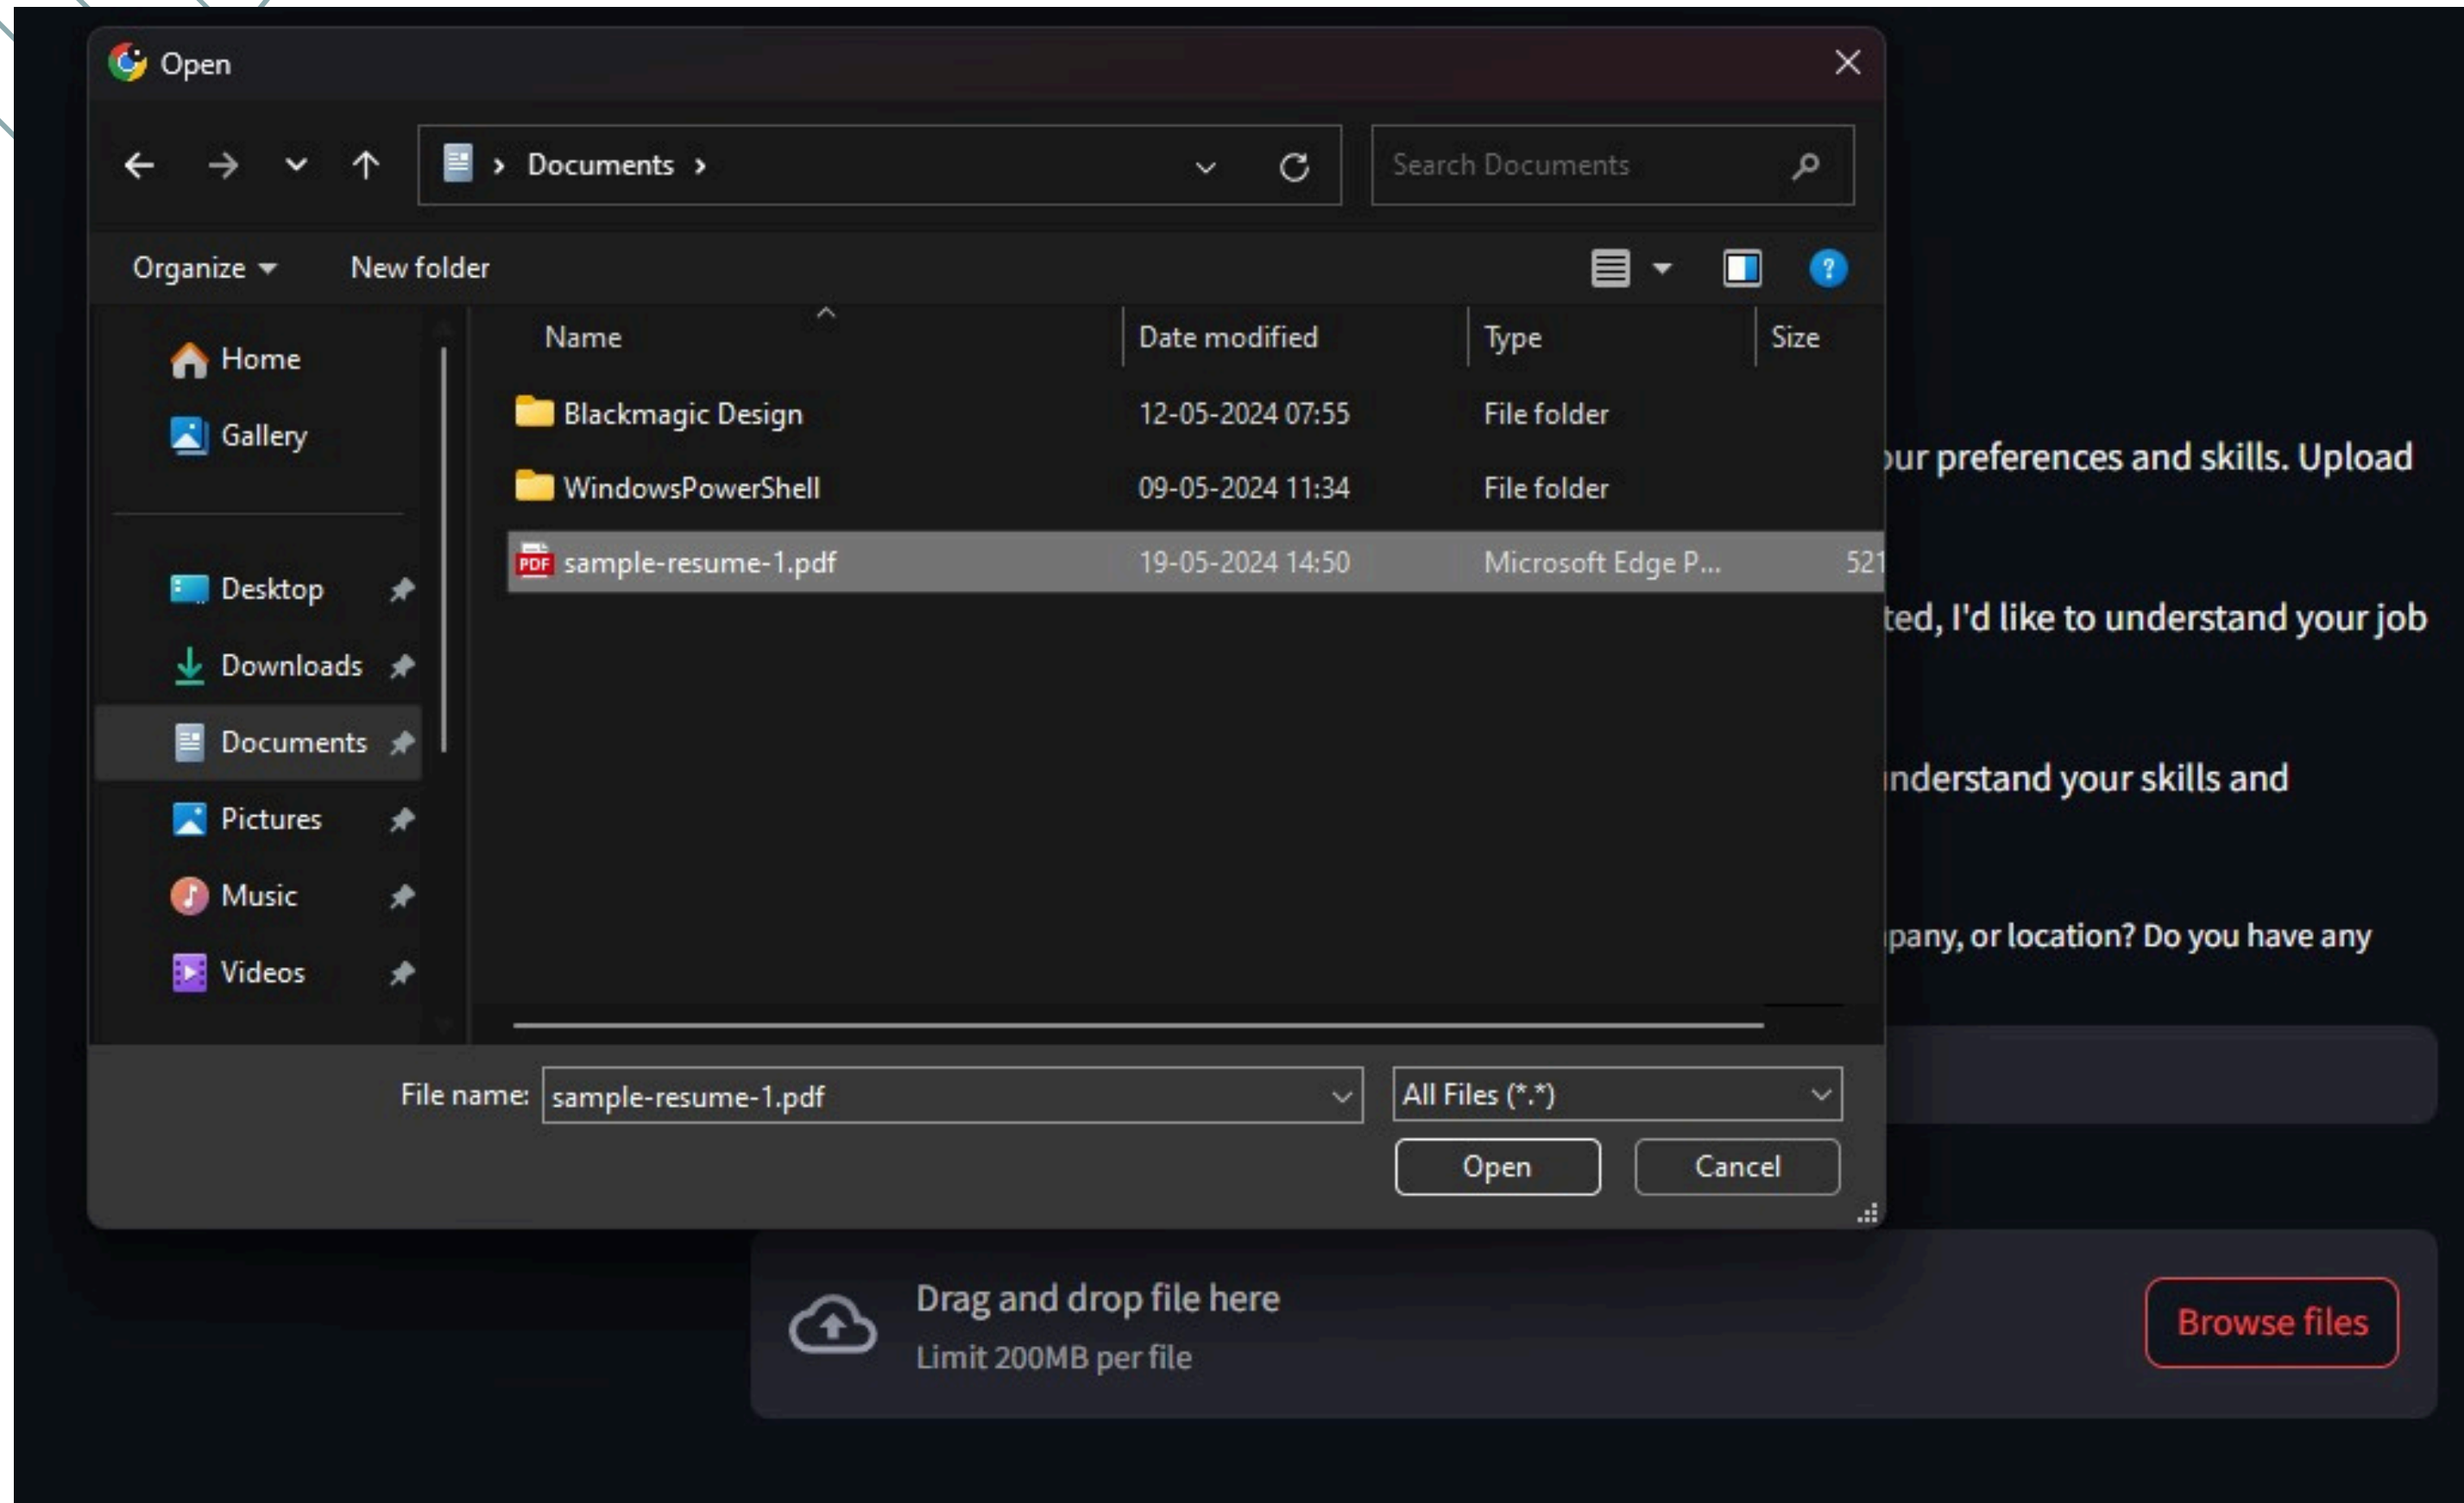 Open
Documents
Search Documents
Organize New folder
Name Date modified Type Size
Home
Gallery
Blackmagic Design 12-05-2024 07:55 File folder
WindowsPowerShell 09-05-2024 11:34 File folder
sample-resume-1.pdf 19-05-2024 14:50 Microsoft Edge P... 521
PDF
Desktop
Downloads
Documents
Pictures
Music
Videos
preferences and skills. Upload
I'd like to understand your job
your skills and
or location? Do you have any
File name: sample-resume-1.pdf All Files (*.*)
Open Cancel
Drag and drop file here
Limit 200MB per file
Browse files